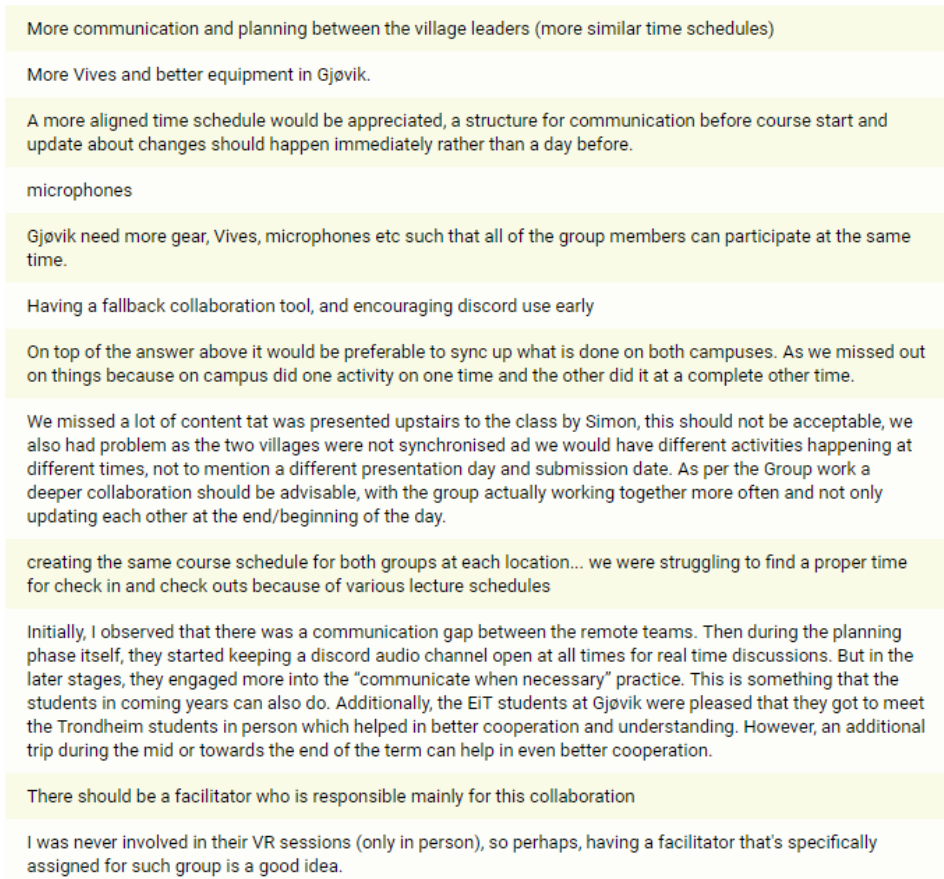 More communication and planning between the village leaders (more similar time schedules)
More Vives and better equipment in Gjøvik.
A more aligned time schedule would be appreciated, a structure for communication before course start and
update about changes should happen immediately rather than a day before.
microphones
Gjøvik need more gear, Vives, microphones etc such that all of the group members can participate at the same
time.
Having a fallback collaboration tool, and encouraging discord use early
On top of the answer above it would be preferable to sync up what is done on both campuses. As we missed out
on things because on campus did one activity on one time and the other did it at a complete other time.
We missed a lot of content tat was presented upstairs to the class by Simon, this should not be acceptable, we
also had problem as the two villages were not synchronised ad we would have different activities happening at
different times, not to mention a different presentation day and submission date. As per the Group work a
deeper collaboration should be advisable, with the group actually working together more often and not only
updating each other at the end/beginning of the day.
creating the same course schedule for both groups at each location... we were struggling to find a proper time
for check in and check outs because of various lecture schedules
Initially, I observed that there was a communication gap between the remote teams. Then during the planning
phase itself, they started keeping a discord audio channel open at all times for real time discussions. But in the
later stages, they engaged more into the “communicate when necessary” practice. This is something that the
students in coming years can also do. Additionally, the EiT students at Gjøvik were pleased that they got to meet
the Trondheim students in person which helped in better cooperation and understanding. However, an additional
trip during the mid or towards the end of the term can help in even better cooperation.
There should be a facilitator who is responsible mainly for this collaboration
I was never involved in their VR sessions (only in person), so perhaps, having a facilitator that's specifically
assigned for such group is a good idea.